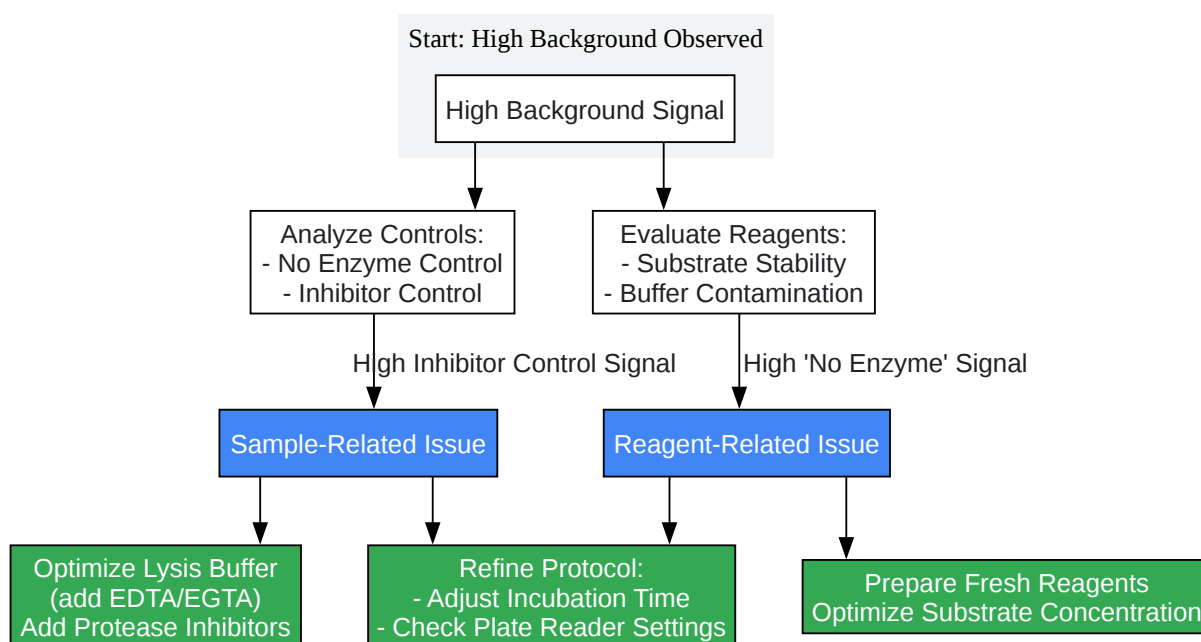 Start: High Background Observed
High Background Signal
Analyze Controls:
- No Enzyme Control
- Inhibitor Control
Evaluate Reagents:
- Substrate Stability
- Buffer Contamination
High Inhibitor Control Signal
High 'No Enzyme' Signal
Sample-Related Issue
Reagent-Related Issue
Optimize Lysis Buffer
(add EDTA/EGTA)
Add Protease Inhibitors
Refine Protocol:
- Adjust Incubation Time
- Check Plate Reader Settings
Prepare Fresh Reagents
Optimize Substrate Concentration